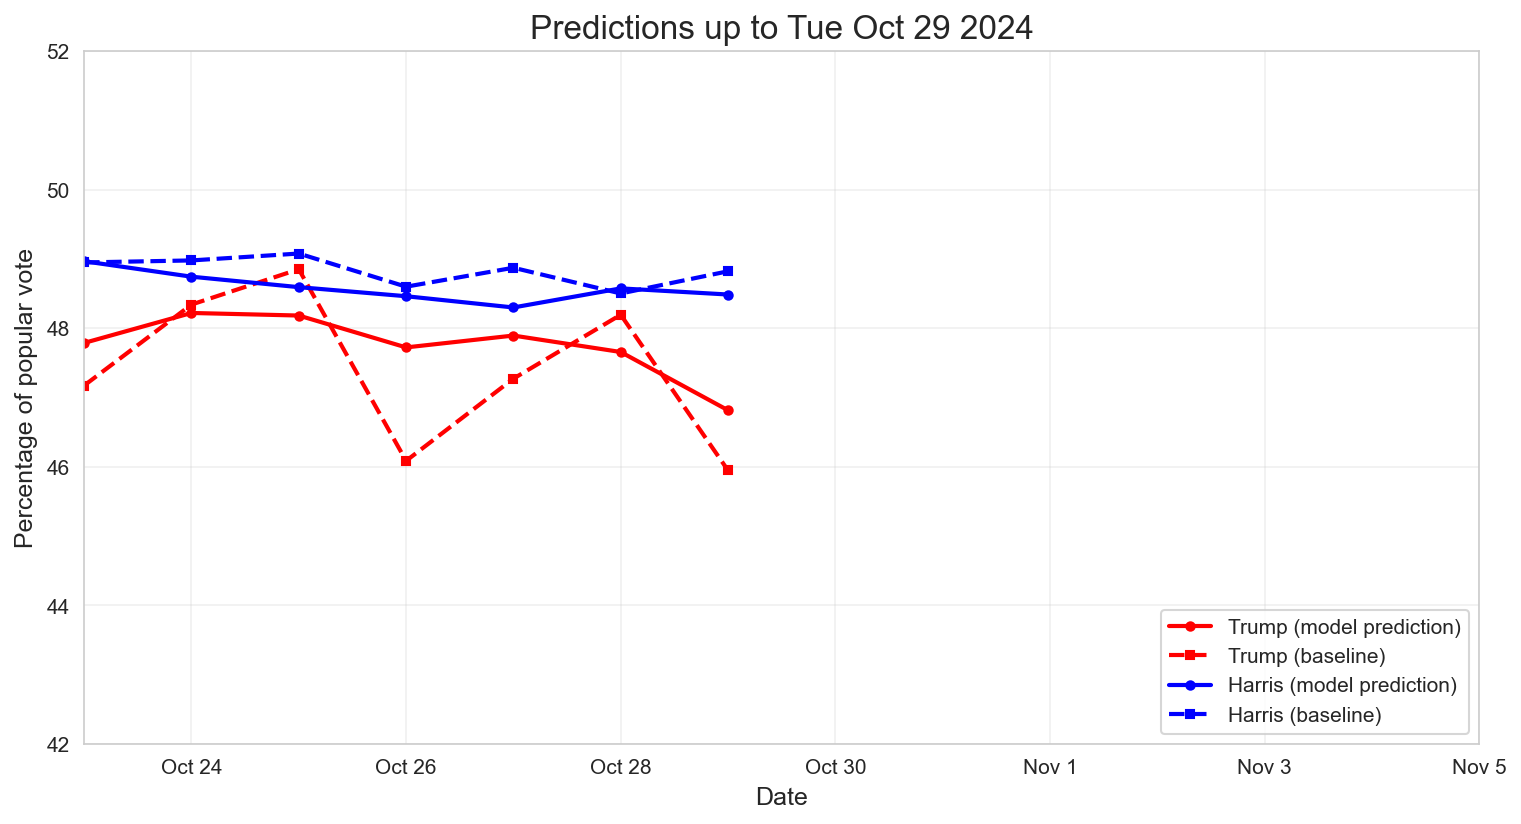 Predictions up to Tue Oct 29 2024
Percentage of popular vote
52
50
48
46
44
42
Oct 24
Oct 26
Oct 28
Oct 30
Nov 1
Nov 3
Nov 5
Date
Trump (model prediction)
Trump (baseline)
Harris (model prediction)
Harris (baseline)